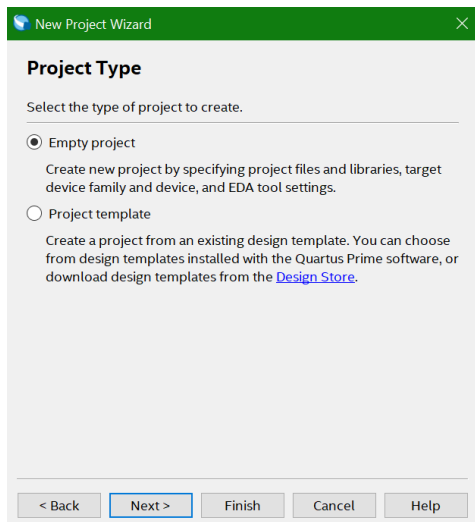 New Project Wizard
Project Type
Select the type of project to create.
Empty project
Create new project by specifying project files and libraries, target
device family and device, and EDA tool settings.
Project template
Create a project from an existing design template. You can choose
from design templates installed with the Quartus Prime software, or
download design templates from the Design Store.
< Back Next > Finish Cancel Help